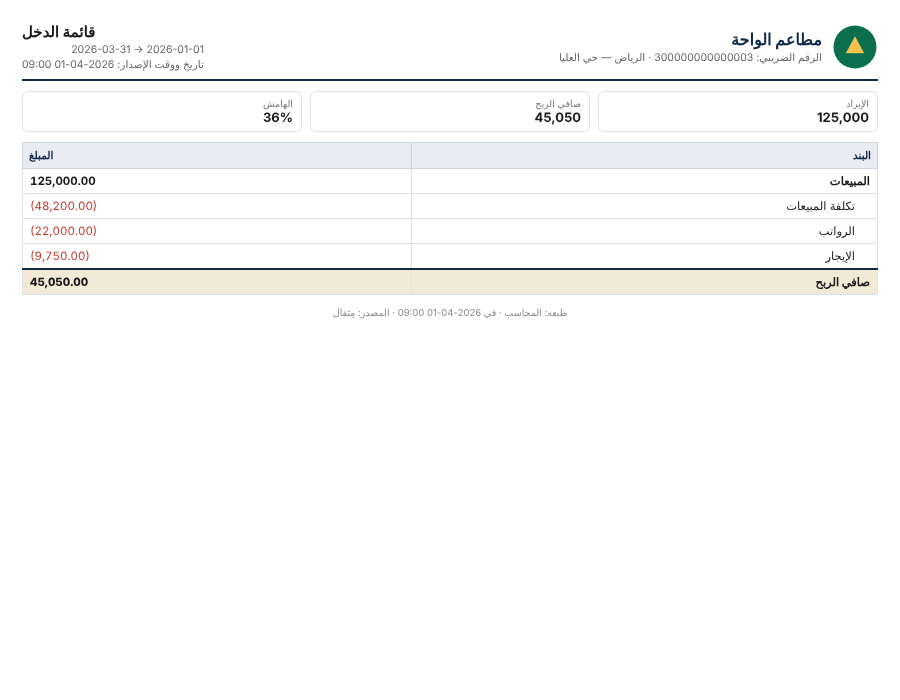 مطاعم الواحة
الرقم الضريبي: 300000000000003 · الرياض — حي العليا
قائمة الدخل
2026-01-01 → 2026-03-31
تاريخ ووقت الإصدار: 2026-04-01 09:00
الإيراد
125,000
صافي الربح
45,050
الهامش
36%
البند المبلغ
المبيعات 125,000.00
تكلفة المبيعات (48,200.00)
الرواتب (22,000.00)
الإيجار (9,750.00)
صافي الربح 45,050.00
طبعه: المحاسب · في 2026-04-01 09:00 · المصدر: مِثقال